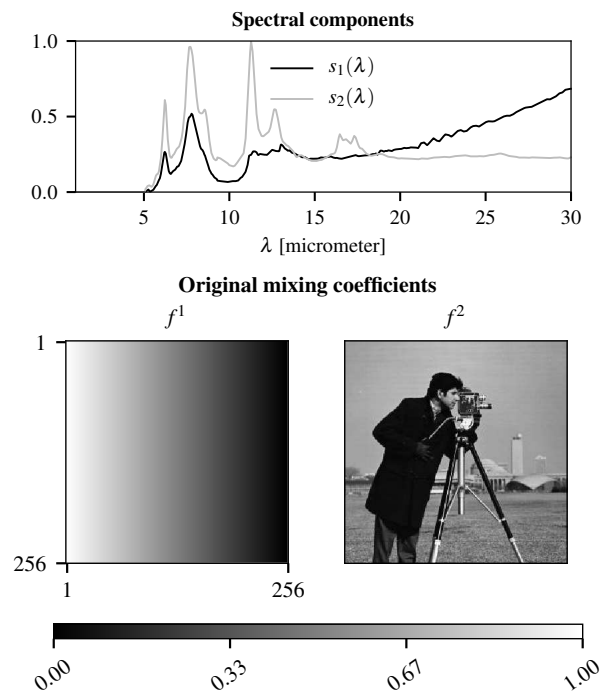 Spectral components
1.0
0.5
0.0
s₁(λ)
s₂(λ)
5 10 15 20 25 30
λ [micrometer]
Original mixing coefficients
f¹ f²
1
256
1 256
0.00 0.33 0.67 1.00